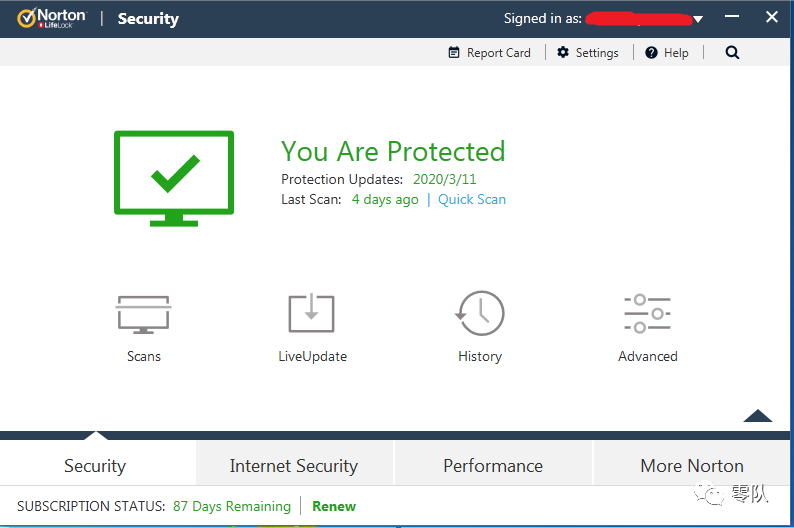 Norton LifeLock | Security Signed in as:
Report Card Settings Help
You Are Protected
Protection Updates: 2020/3/11
Last Scan: 4 days ago | Quick Scan
Scans LiveUpdate History Advanced
Security Internet Security Performance More Norton
零队
SUBSCRIPTION STATUS: 87 Days Remaining Renew